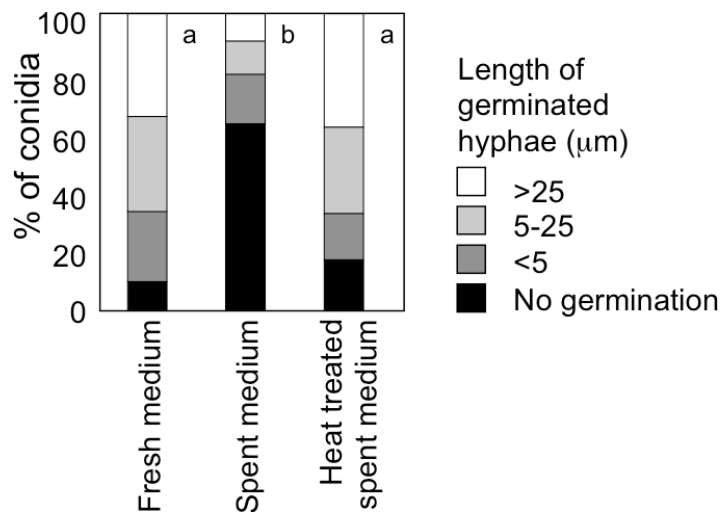 % of conidia
100
80
60
40
20
0
a
b
a
Fresh medium
Spent medium
Heat treated
spent medium
Length of
germinated
hyphae (μm)
>25
5-25
<5
No germination